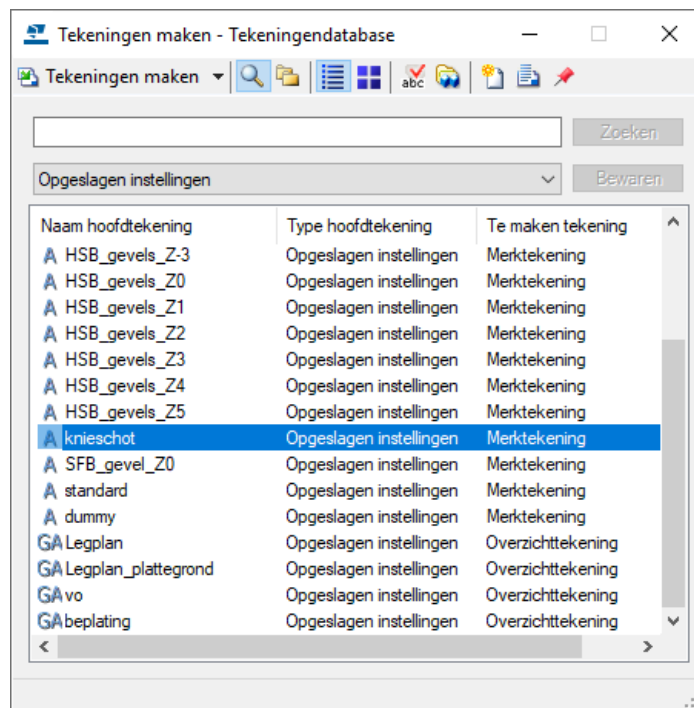 Tekeningen maken - Tekeningendatabase
Tekeningen maken
abc
Zoeken
Opgeslagen instellingen
Bewaren
Naam hoofdtekening Type hoofdtekening Te maken tekening
A HSB_gevels_Z-3 Opgeslagen instellingen Merktekening
A HSB_gevels_Z0 Opgeslagen instellingen Merktekening
A HSB_gevels_Z1 Opgeslagen instellingen Merktekening
A HSB_gevels_Z2 Opgeslagen instellingen Merktekening
A HSB_gevels_Z3 Opgeslagen instellingen Merktekening
A HSB_gevels_Z4 Opgeslagen instellingen Merktekening
A HSB_gevels_Z5 Opgeslagen instellingen Merktekening
A knieschot Opgeslagen instellingen Merktekening
A SFB_gevel_Z0 Opgeslagen instellingen Merktekening
A standard Opgeslagen instellingen Merktekening
A dummy Opgeslagen instellingen Merktekening
GA Legplan Opgeslagen instellingen Overzichttekening
GA Legplan_plattegrond Opgeslagen instellingen Overzichttekening
GA vo Opgeslagen instellingen Overzichttekening
GA beplating Opgeslagen instellingen Overzichttekening